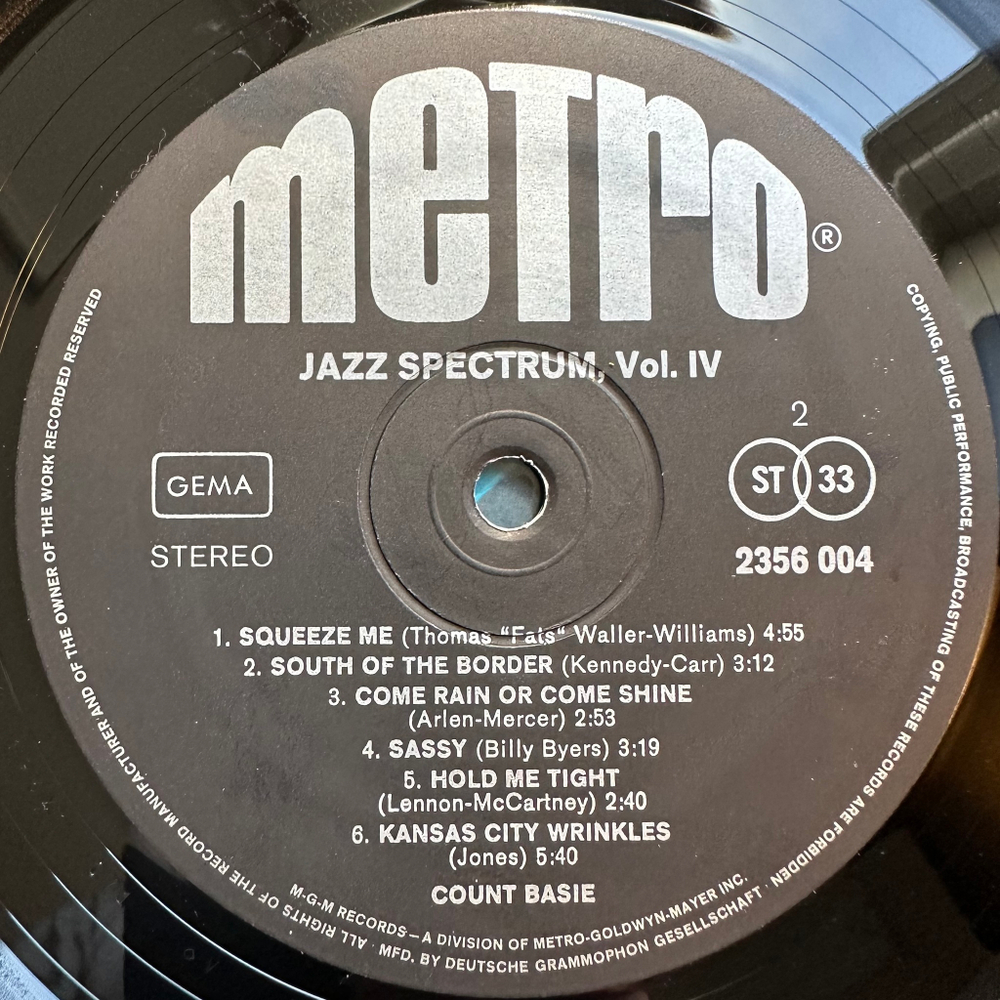 metro ®
JAZZ SPECTRUM, Vol. IV
2
GEMA
ST 33
STEREO
2356 004
1. SQUEEZE ME (Thomas "Fats" Waller-Williams) 4:55
2. SOUTH OF THE BORDER (Kennedy-Carr) 3:12
3. COME RAIN OR COME SHINE
(Arlen-Mercer) 2:53
4. SASSY (Billy Byers) 3:19
5. HOLD ME TIGHT
(Lennon-McCartney) 2:40
6. KANSAS CITY WRINKLES
(Jones) 5:40
COUNT BASIE
M-G-M RECORDS—A DIVISION OF METRO-GOLDWYN-MAYER INC.
MFD. BY DEUTSCHE GRAMMOPHON GESELLSCHAFT · ALL RIGHTS OF THE RECORD MANUFACTURER AND OF THE OWNER OF THE WORK RECORDED RESERVED
COPYING, PUBLIC PERFORMANCE, BROADCASTING OF THESE RECORDS ARE FORBIDDEN ·